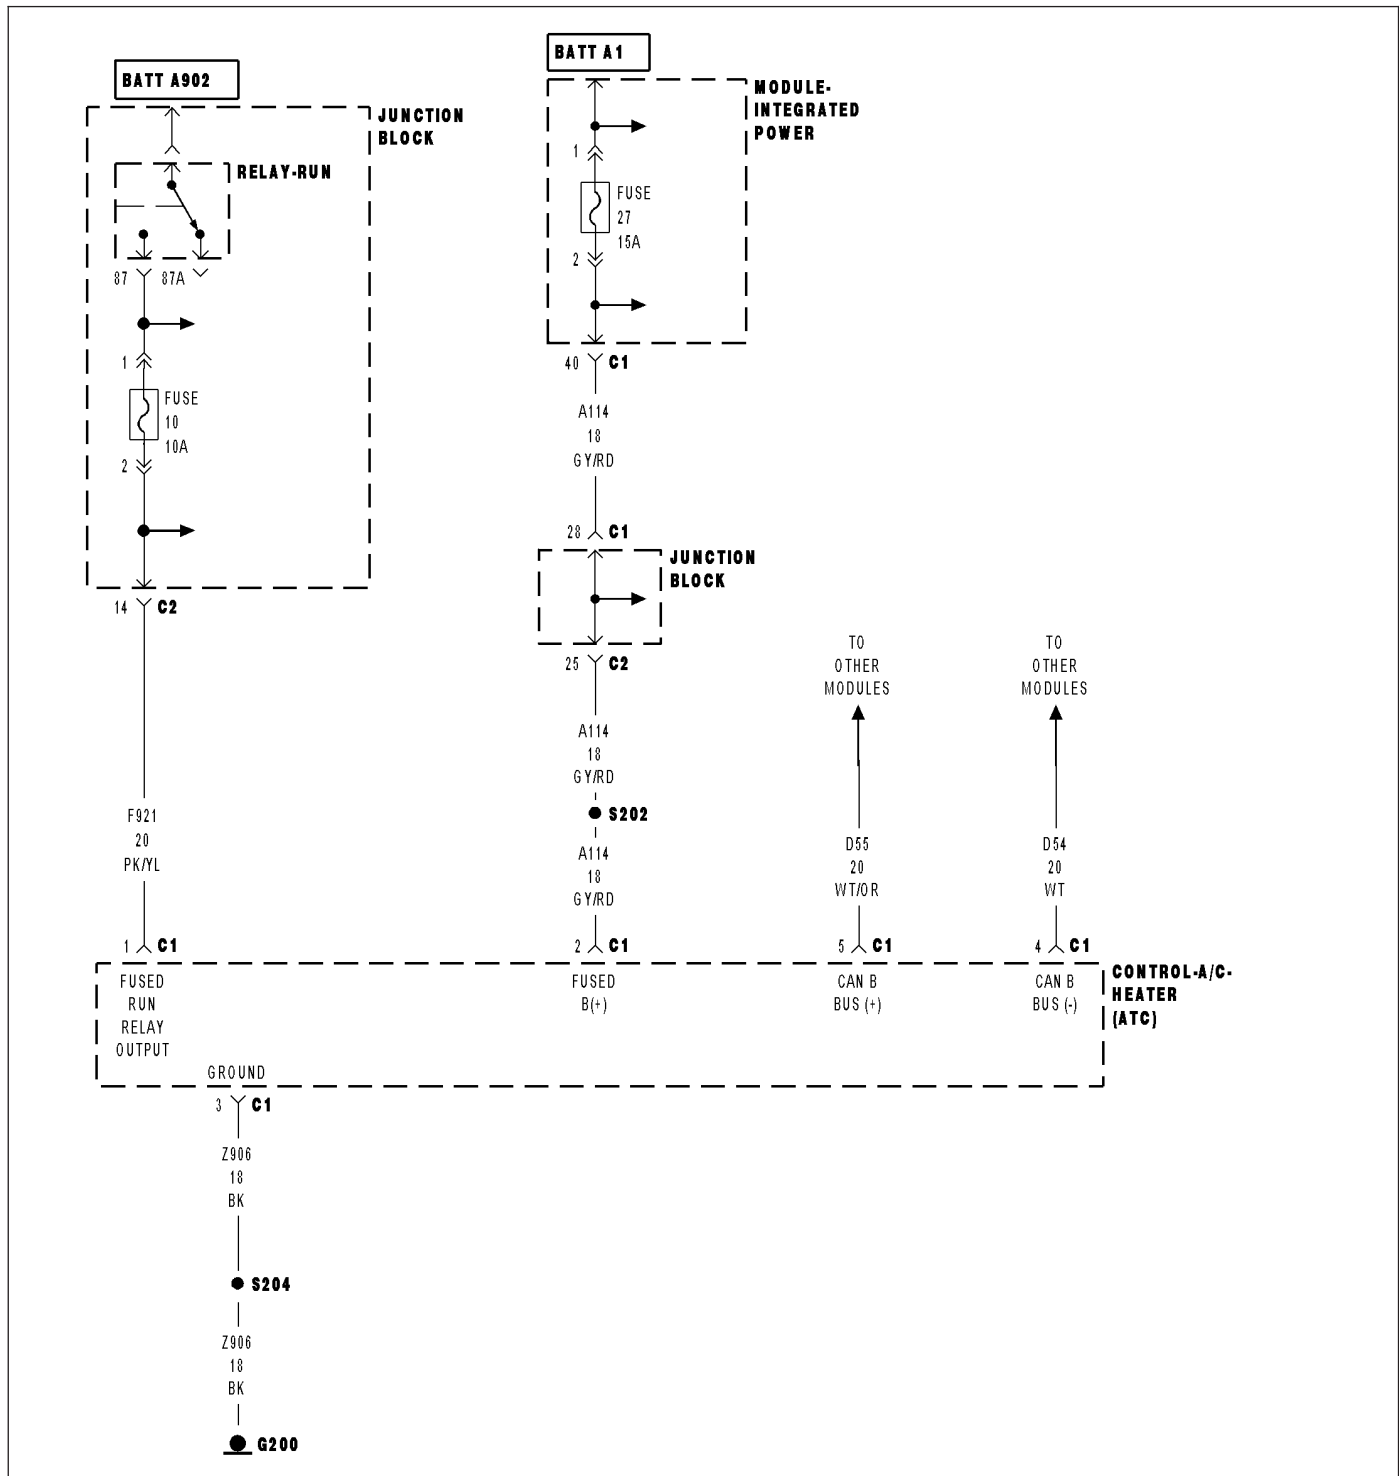 BATT A902
BATT A1
JUNCTION
BLOCK
MODULE-
INTEGRATED
POWER
RELAY-RUN
87
87A
1
FUSE
10
10A
2
14
C2
1
FUSE
27
15A
2
40
C1
A114
18
GY/RD
28
C1
JUNCTION
BLOCK
25
C2
A114
18
GY/RD
S202
A114
18
GY/RD
F921
20
PK/YL
TO
OTHER
MODULES
D55
20
WT/OR
TO
OTHER
MODULES
D54
20
WT
1
C1
2
C1
5
C1
4
C1
FUSED
RUN
RELAY
OUTPUT
FUSED
B(+)
CAN B
BUS (+)
CAN B
BUS (-)
CONTROL-A/C-
HEATER
(ATC)
GROUND
3
C1
Z906
18
BK
S204
Z906
18
BK
G200